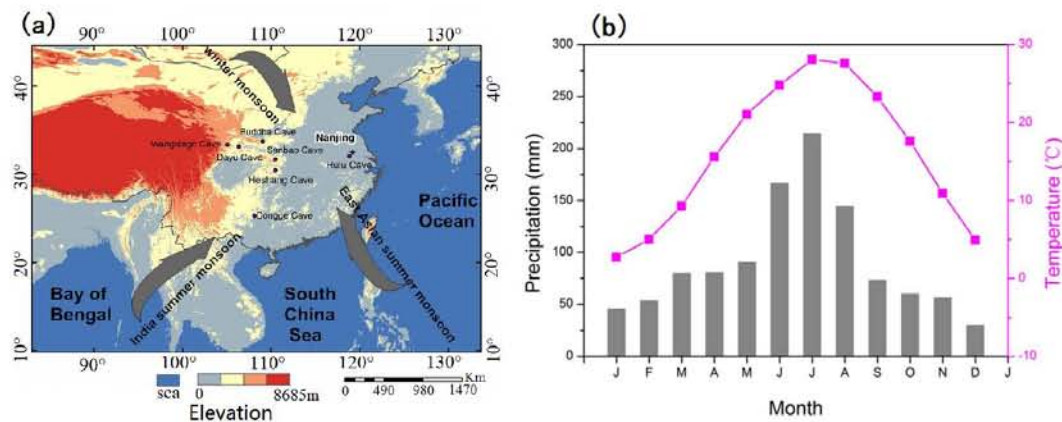 (a)
90° 100° 110° 120° 130°
40°
30°
20°
10°
winter monsoon
Buddha Cave
Wangxiang Cave
Dayu Cave
Sanbao Cave
Heshang Cave
Nanjing
Hulu Cave
Dongge Cave
East Asian summer monsoon
India summer monsoon
Pacific
Ocean
Bay of
Bengal
South
China
Sea
40°
30°
20°
10°
90° 100° 110° 120° 130°
sea 0 8685m
Elevation
Km
0 490 980 1470
(b)
Precipitation (mm)
300
250
200
150
100
50
0
J F M A M J J A S O N D J
Month
30
20
10
0
-10
Temperature (℃)